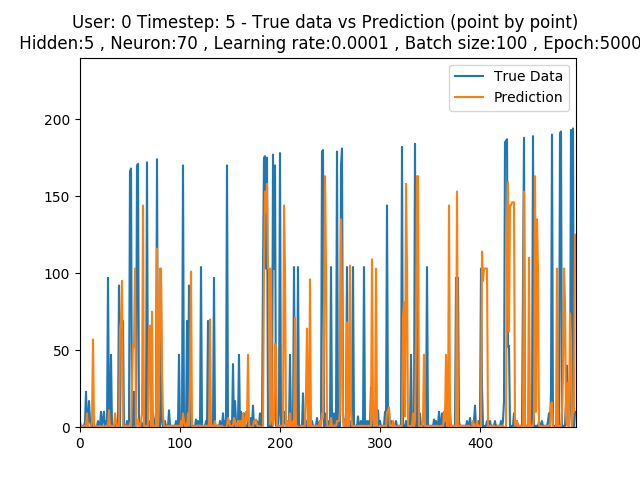 User: 0 Timestep: 5 - True data vs Prediction (point by point)
Hidden:5 , Neuron:70 , Learning rate:0.0001 , Batch size:100 , Epoch:5000
True Data
Prediction
200
150
100
50
0
0 100 200 300 400